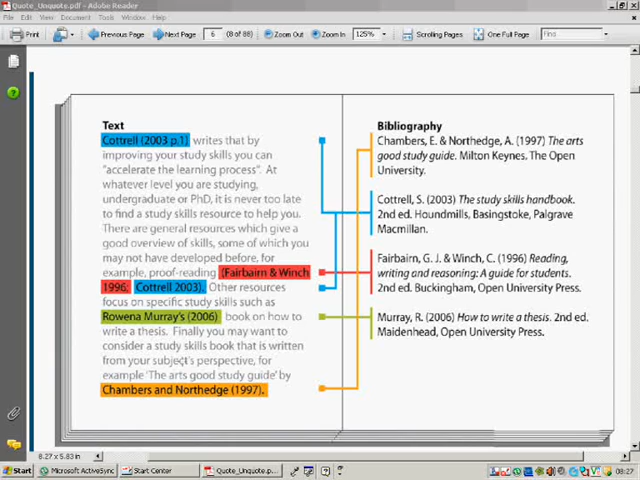 Quote_Unquote.pdf - Adobe Reader
File Edit View Document Tools Window Help
Print Previous Page Next Page 6 (8 of 88) Zoom Out Zoom In 125% Scrolling Pages One Full Page Find
Text
Cottrell (2003 p.1) writes that by
improving your study skills you can
"accelerate the learning process". At
whatever level you are studying,
undergraduate or PhD, it is never too late
to find a study skills resource to help you.
There are general resources which give a
good overview of skills, some of which you
may not have developed before, for
example, proof-reading (Fairbairn & Winch
1996; Cottrell 2003). Other resources
focus on specific study skills such as
Rowena Murray's (2006) book on how to
write a thesis. Finally you may want to
consider a study skills book that is written
from your subject's perspective, for
example 'The arts good study guide' by
Chambers and Northedge (1997).
Bibliography
Chambers, E. & Northedge, A. (1997) The arts
good study guide. Milton Keynes. The Open
University.
Cottrell, S. (2003) The study skills handbook.
2nd ed. Houndmills, Basingstoke, Palgrave
Macmillan.
Fairbairn, G. J. & Winch, C. (1996) Reading,
writing and reasoning: A guide for students.
2nd ed. Buckingham, Open University Press.
Murray, R. (2006) How to write a thesis. 2nd ed.
Maidenhead, Open University Press.
8.27 x 5.83 in
Start Microsoft ActiveSync Start Center Quote_Unquote.p... 08:27